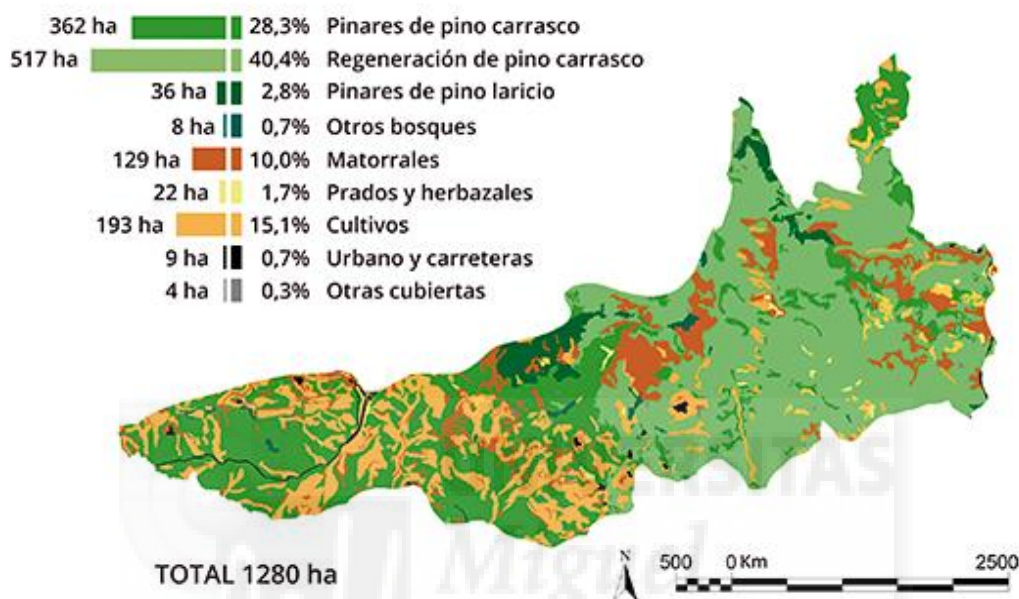 362 ha 28,3% Pinares de pino carrasco
517 ha 40,4% Regeneración de pino carrasco
36 ha 2,8% Pinares de pino laricio
8 ha 0,7% Otros bosques
129 ha 10,0% Matorrales
22 ha 1,7% Prados y herbazales
193 ha 15,1% Cultivos
9 ha 0,7% Urbano y carreteras
4 ha 0,3% Otras cubiertas
UNIVERSITAS
Miguel
TOTAL 1280 ha
N
500 0 Km 2500